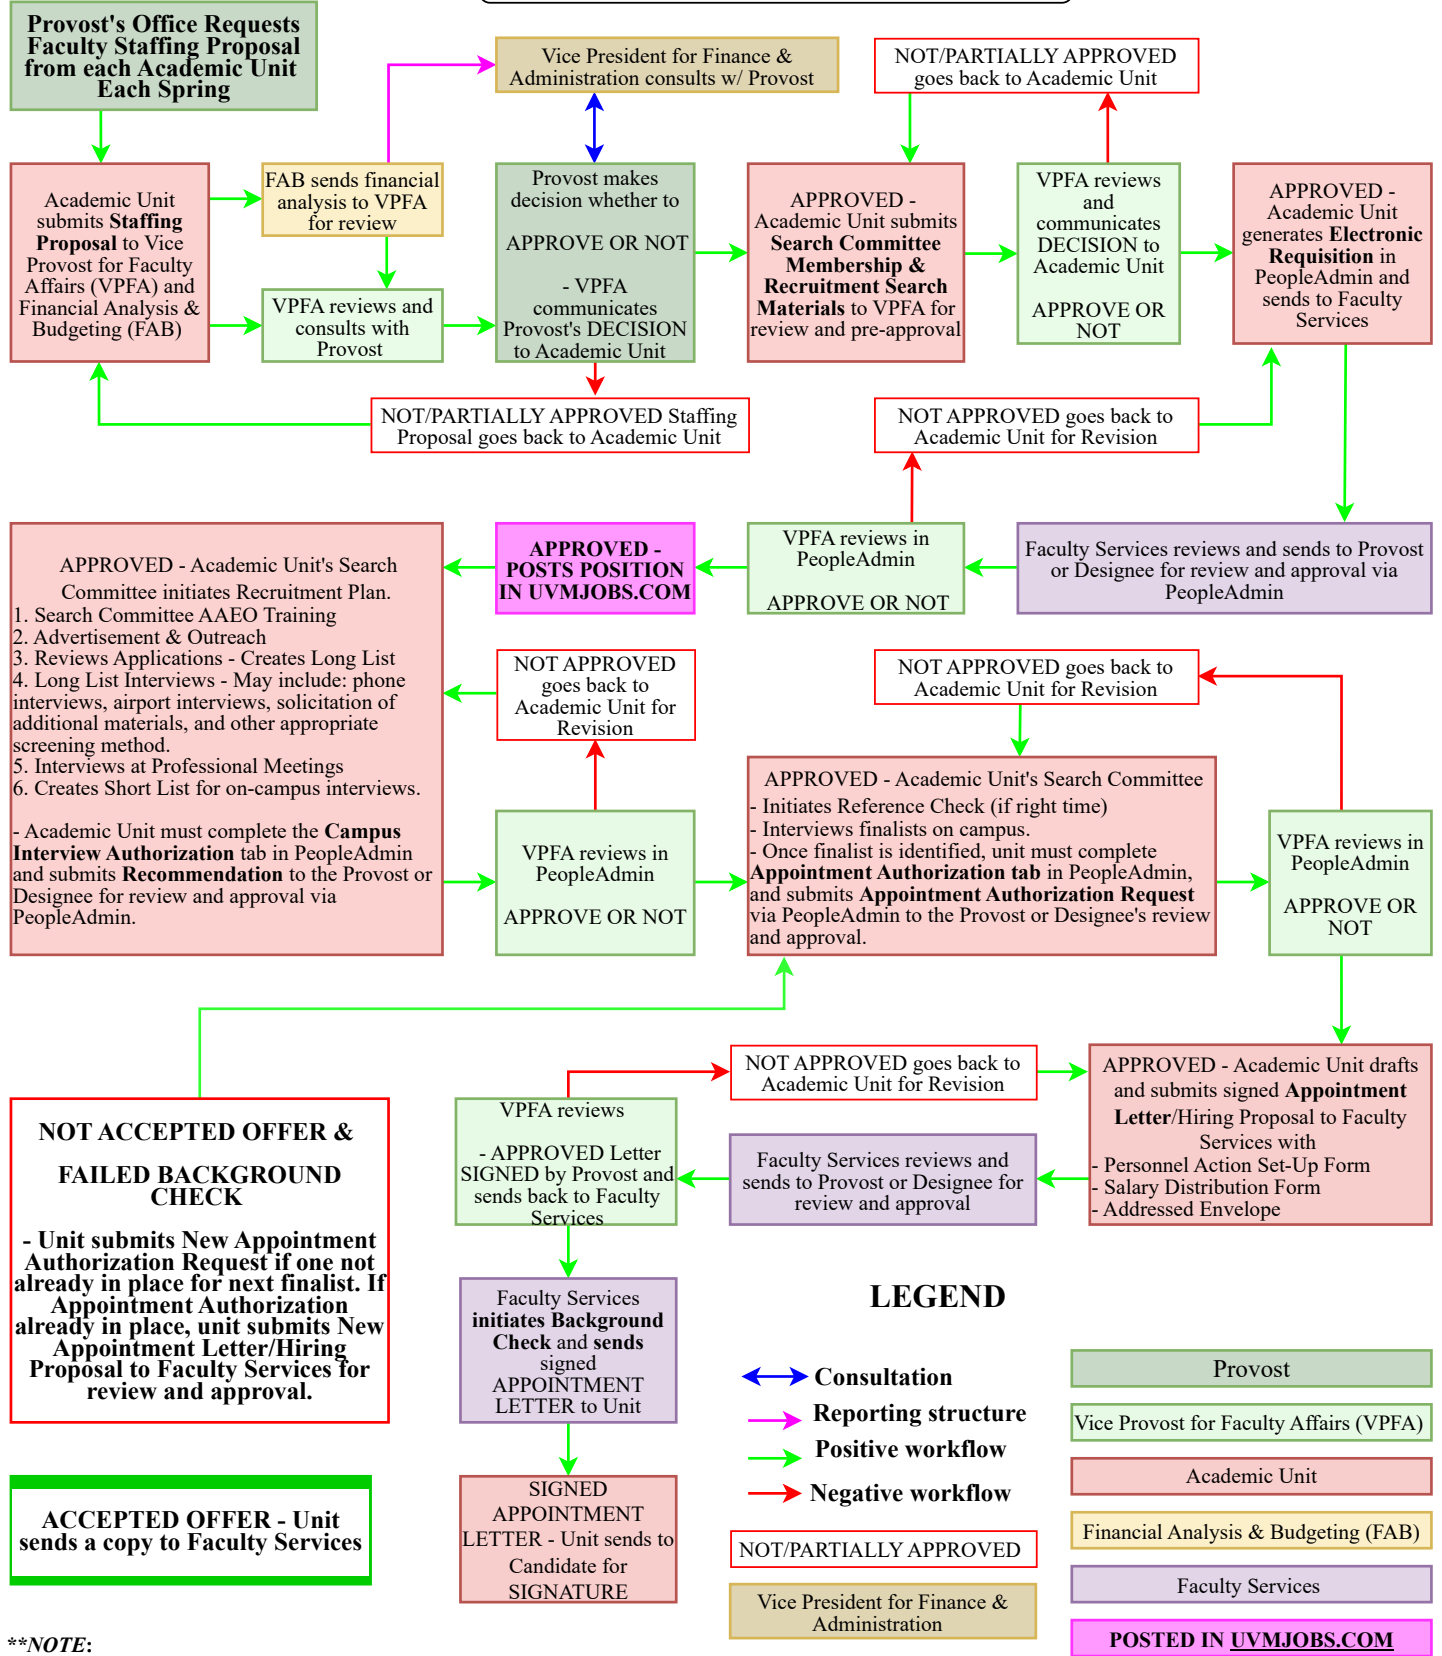 Provost's Office Requests
Faculty Staffing Proposal
from each Academic Unit
Each Spring
Vice President for Finance &
Administration consults w/ Provost
NOT/PARTIALLY APPROVED
goes back to Academic Unit
Academic Unit
submits Staffing
Proposal to Vice
Provost for Faculty
Affairs (VPFA) and
Financial Analysis &
Budgeting (FAB)
FAB sends financial
analysis to VPFA
for review
VPFA reviews and
consults with
Provost
Provost makes
decision whether to
APPROVE OR NOT
- VPFA
communicates
Provost's DECISION
to Academic Unit
APPROVED -
Academic Unit submits
Search Committee
Membership &
Recruitment Search
Materials to VPFA for
review and pre-approval
VPFA reviews
and
communicates
DECISION to
Academic Unit
APPROVE OR
NOT
APPROVED -
Academic Unit
generates Electronic
Requisition in
PeopleAdmin and
sends to Faculty
Services
NOT/PARTIALLY APPROVED Staffing
Proposal goes back to Academic Unit
NOT APPROVED goes back to
Academic Unit for Revision
APPROVED - Academic Unit's Search
Committee initiates Recruitment Plan.
1. Search Committee AAEO Training
2. Advertisement & Outreach
3. Reviews Applications - Creates Long List
4. Long List Interviews - May include: phone
interviews, airport interviews, solicitation of
additional materials, and other appropriate
screening method.
5. Interviews at Professional Meetings
6. Creates Short List for on-campus interviews.
- Academic Unit must complete the Campus
Interview Authorization tab in PeopleAdmin
and submits Recommendation to the Provost or
Designee for review and approval via
PeopleAdmin.
APPROVED -
POSTS POSITION
IN UVMJOBS.COM
VPFA reviews in
PeopleAdmin
APPROVE OR NOT
Faculty Services reviews and sends to Provost
or Designee for review and approval via
PeopleAdmin
NOT APPROVED
goes back to
Academic Unit for
Revision
NOT APPROVED goes back to
Academic Unit for Revision
VPFA reviews in
PeopleAdmin
APPROVE OR NOT
APPROVED - Academic Unit's Search Committee
- Initiates Reference Check (if right time)
- Interviews finalists on campus.
- Once finalist is identified, unit must complete
Appointment Authorization tab in PeopleAdmin,
and submits Appointment Authorization Request
via PeopleAdmin to the Provost or Designee's review
and approval.
VPFA reviews in
PeopleAdmin
APPROVE OR
NOT
NOT ACCEPTED OFFER &
FAILED BACKGROUND
CHECK
- Unit submits New Appointment
Authorization Request if one not
already in place for next finalist. If
Appointment Authorization
already in place, unit submits New
Appointment Letter/Hiring
Proposal to Faculty Services for
review and approval.
VPFA reviews
- APPROVED Letter
SIGNED by Provost and
sends back to Faculty
Services
NOT APPROVED goes back to
Academic Unit for Revision
Faculty Services reviews and
sends to Provost or Designee for
review and approval
APPROVED - Academic Unit drafts
and submits signed Appointment
Letter/Hiring Proposal to Faculty
Services with
- Personnel Action Set-Up Form
- Salary Distribution Form
- Addressed Envelope
Faculty Services
initiates Background
Check and sends
signed
APPOINTMENT
LETTER to Unit
SIGNED
APPOINTMENT
LETTER - Unit sends to
Candidate for
SIGNATURE
ACCEPTED OFFER - Unit
sends a copy to Faculty Services
LEGEND
Consultation
Reporting structure
Positive workflow
Negative workflow
NOT/PARTIALLY APPROVED
Vice President for Finance &
Administration
Provost
Vice Provost for Faculty Affairs (VPFA)
Academic Unit
Financial Analysis & Budgeting (FAB)
Faculty Services
POSTED IN UVMJOBS.COM
**NOTE: